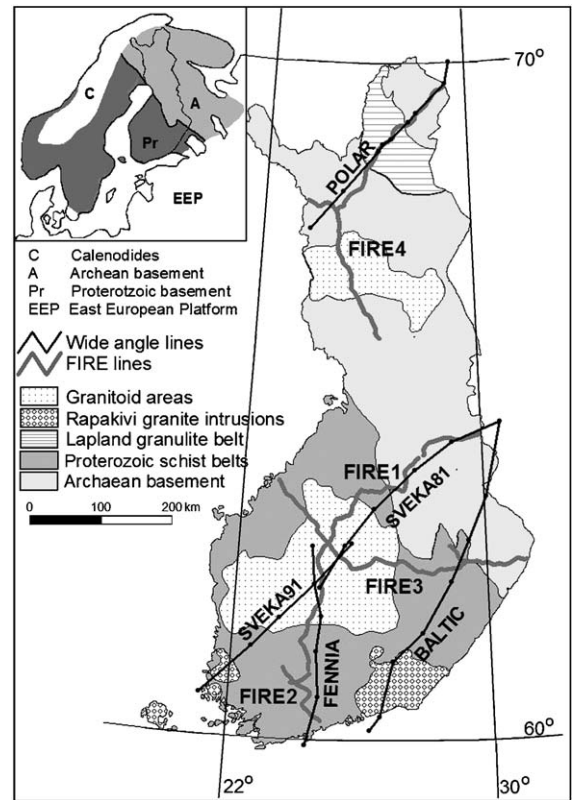 70°
C
A
Pr
EEP
C Calenodides
A Archean basement
Pr Proterotzoic basement
EEP East European Platform
Wide angle lines
FIRE lines
Granitoid areas
Rapakivi granite intrusions
Lapland granulite belt
Proterozoic schist belts
Archaean basement
0 100 200 km
POLAR
FIRE4
FIRE1
SVEKA81
FIRE3
SVEKA91
BALTIC
FENNIA
FIRE2
60°
22°
30°